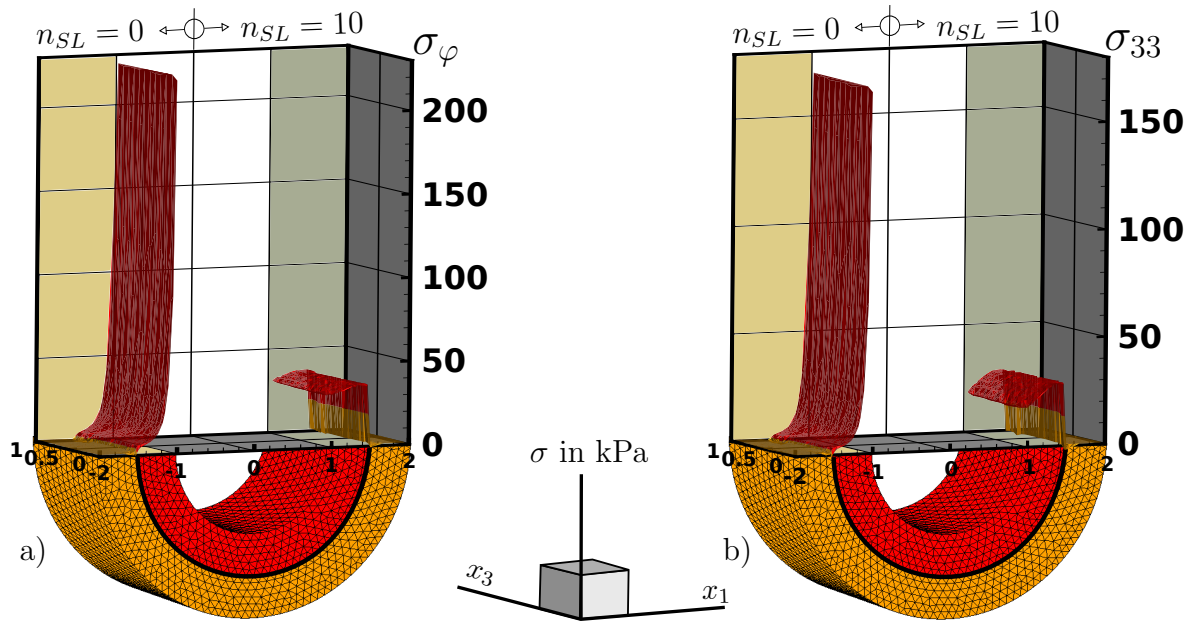 n_{SL} = 0 n_{SL} = 10 σ_φ
200
150
100
50
0
1 0.5 0 -2 -1 0 1 2
a)
σ in kPa
x_3 x_1
n_{SL} = 0 n_{SL} = 10 σ_{33}
150
100
50
0
1 0.5 0 -2 -1 0 1 2
b)